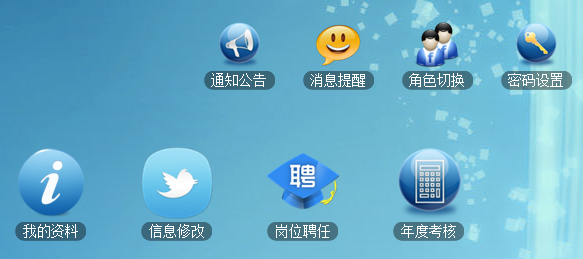 通知公告
消息提醒
角色切换
密码设置
聘
我的资料
信息修改
岗位聘任
年度考核